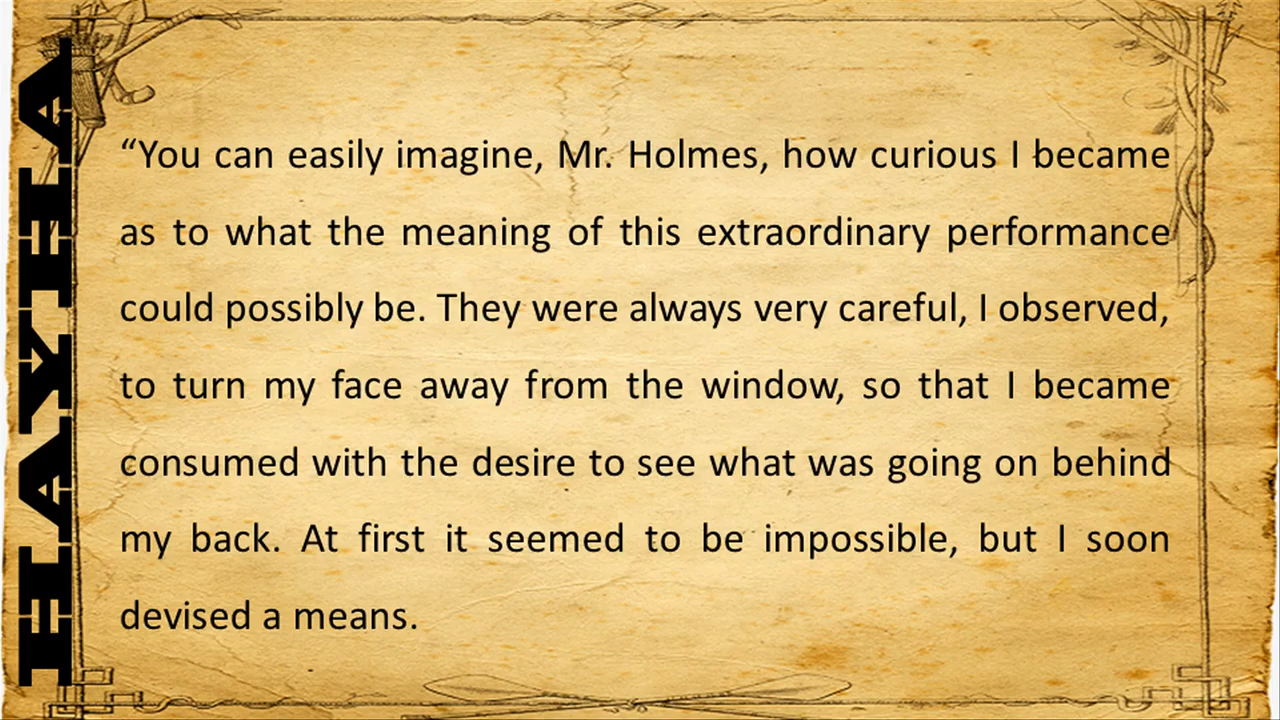 HAYHA
“You can easily imagine, Mr. Holmes, how curious I became
as to what the meaning of this extraordinary performance
could possibly be. They were always very careful, I observed,
to turn my face away from the window, so that I became
consumed with the desire to see what was going on behind
my back. At first it seemed to be impossible, but I soon
devised a means.